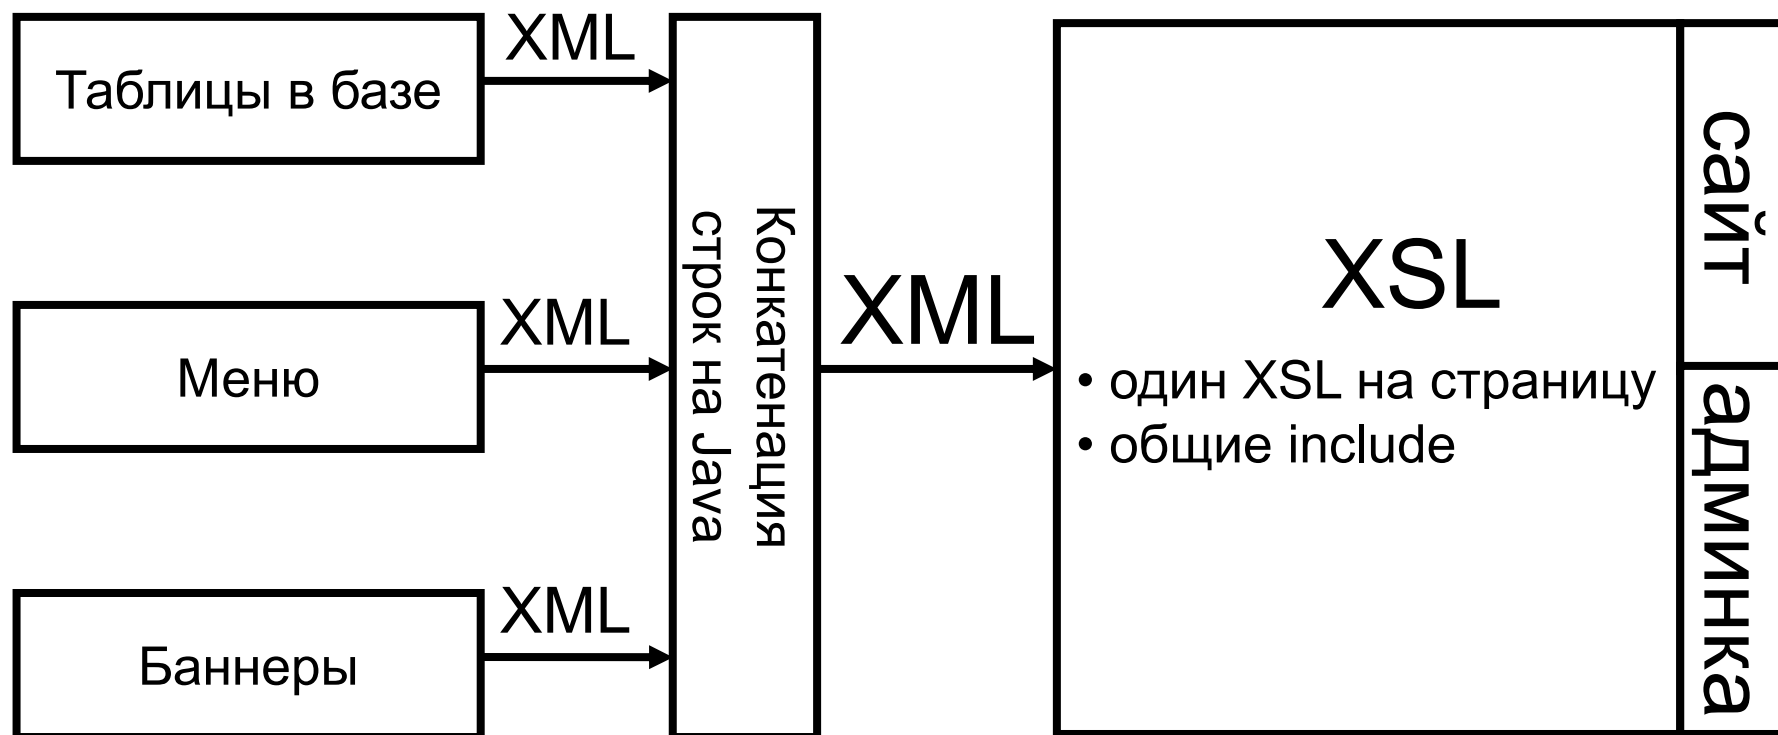 Таблицы в базе
XML
Меню
XML
Баннеры
XML
Конкатенация
строк на Java
XML
XSL
• один XSL на страницу
• общие include
сайт
админка